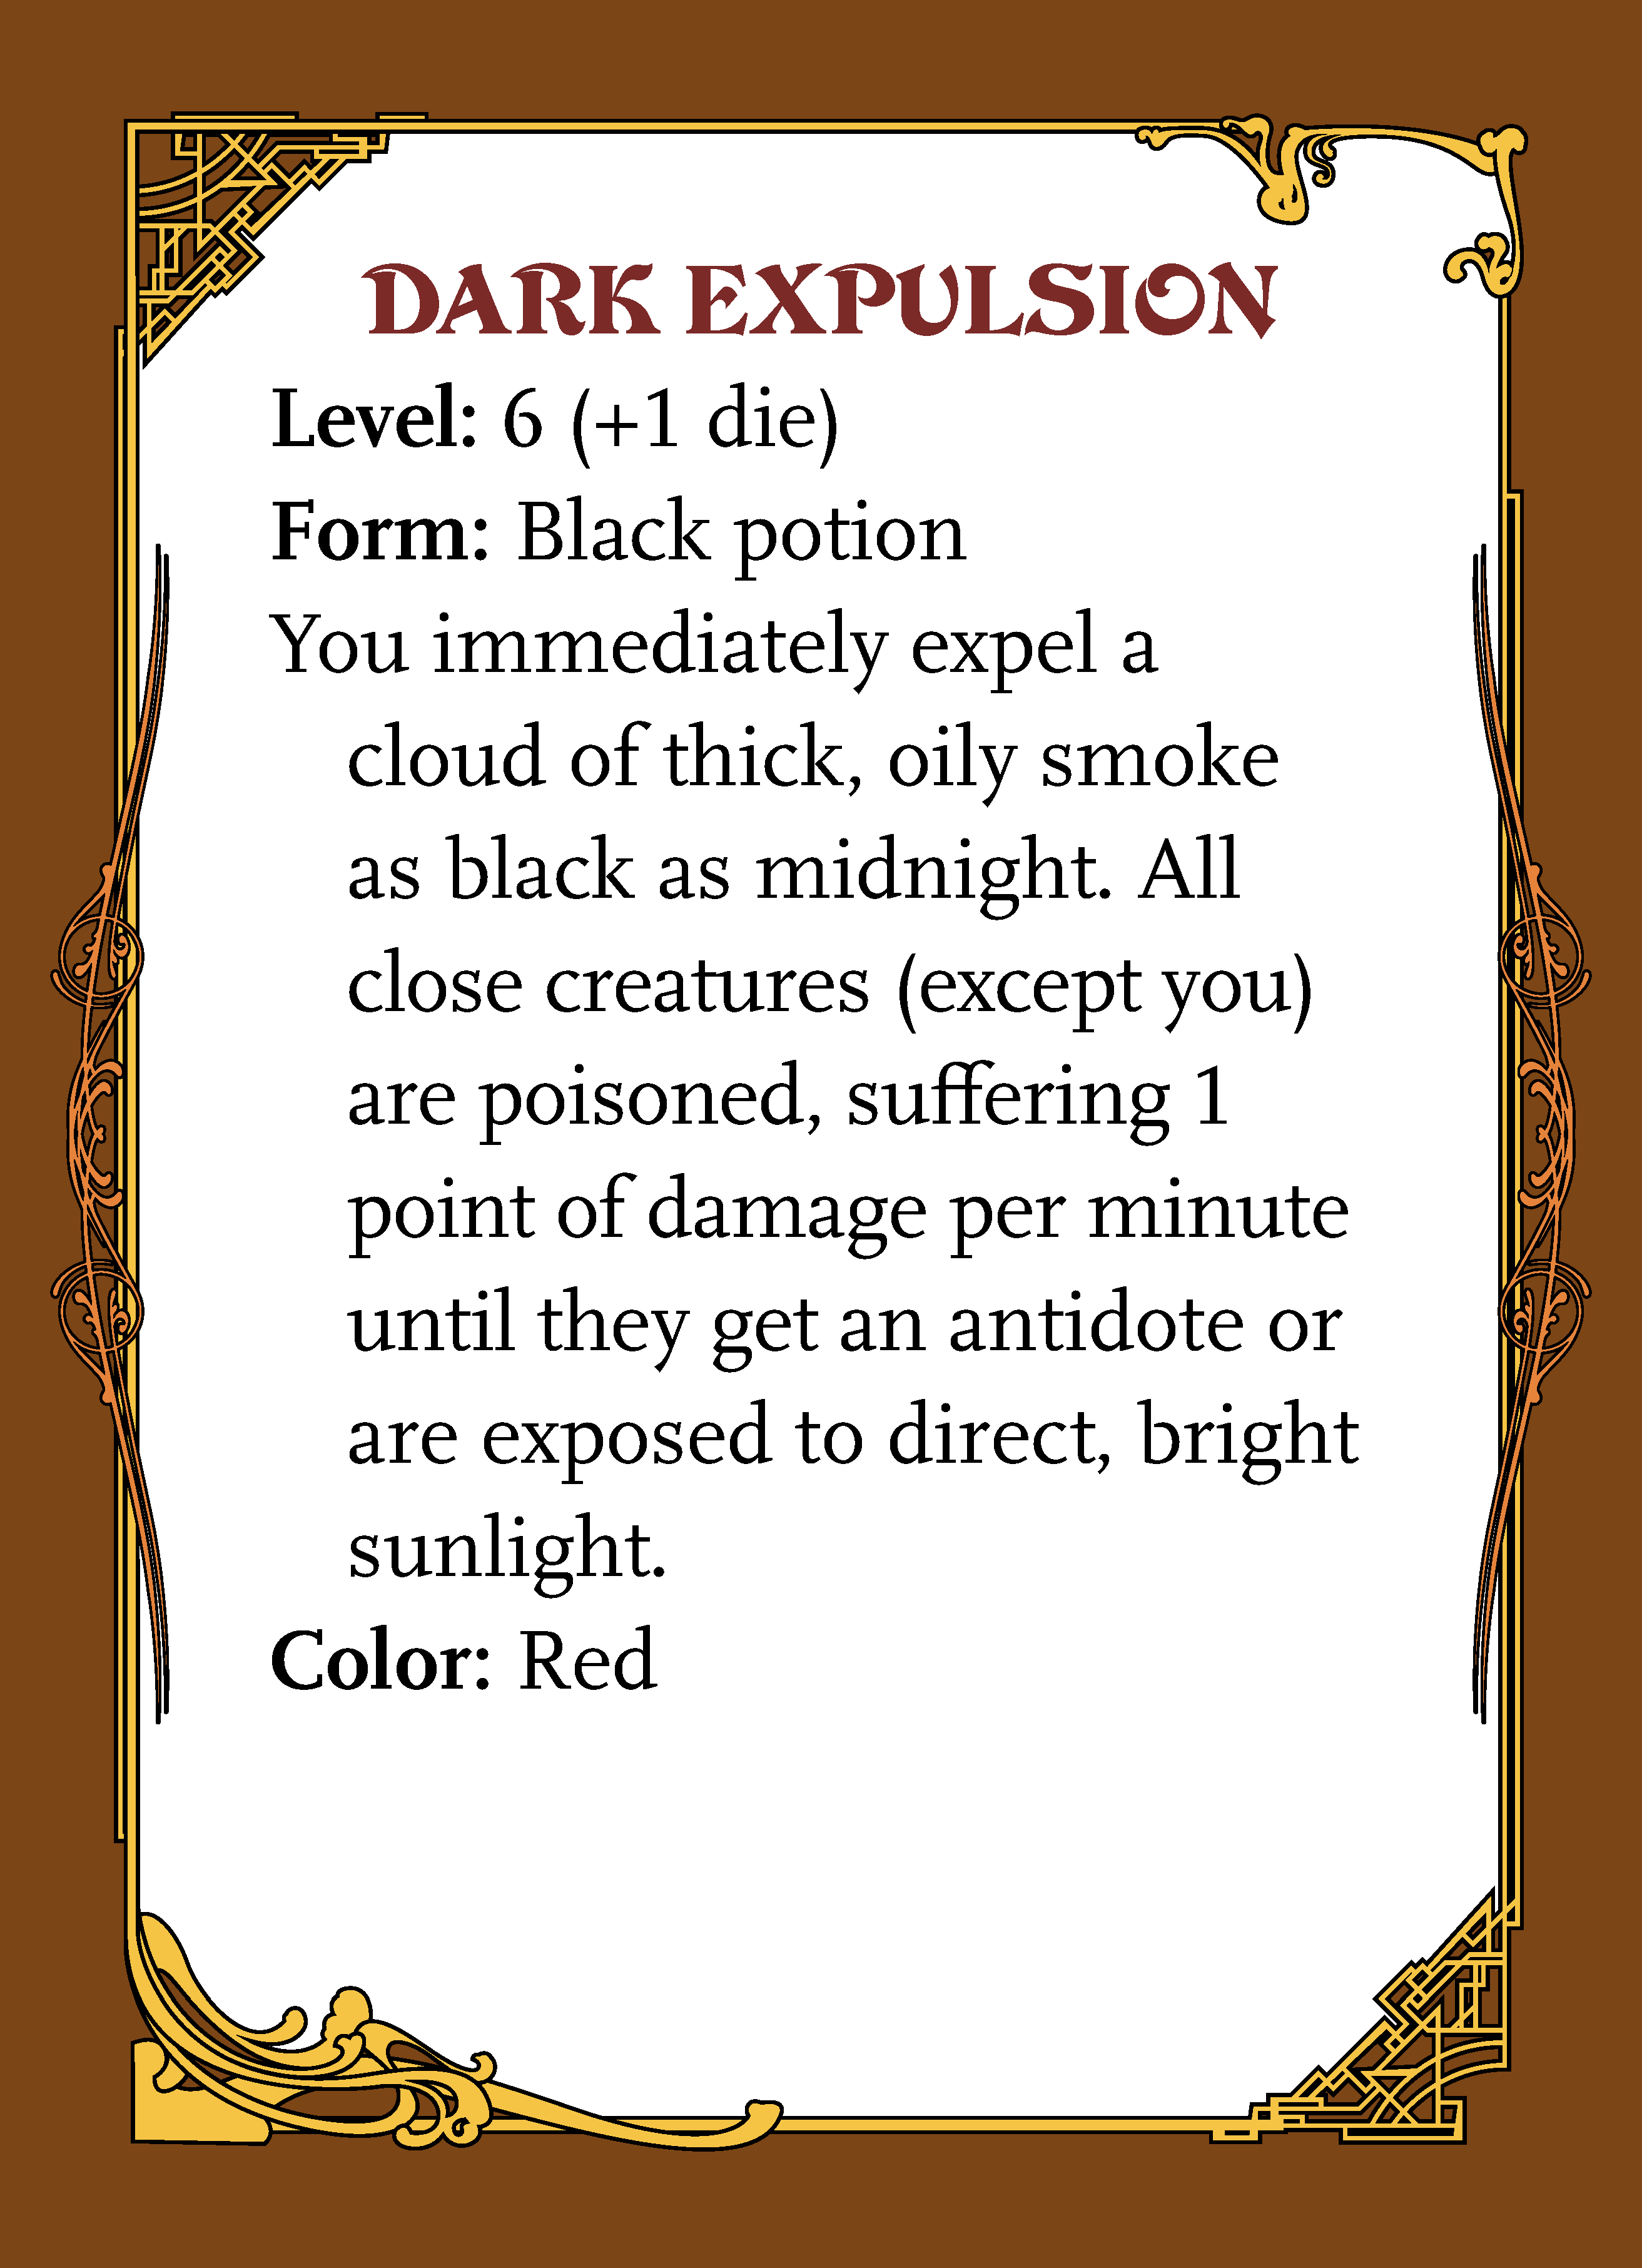 DARK EXPULSION
Level: 6 (+1 die)
Form: Black potion
You immediately expel a
cloud of thick, oily smoke
as black as midnight. All
close creatures (except you)
are poisoned, suffering 1
point of damage per minute
until they get an antidote or
are exposed to direct, bright
sunlight.
Color: Red